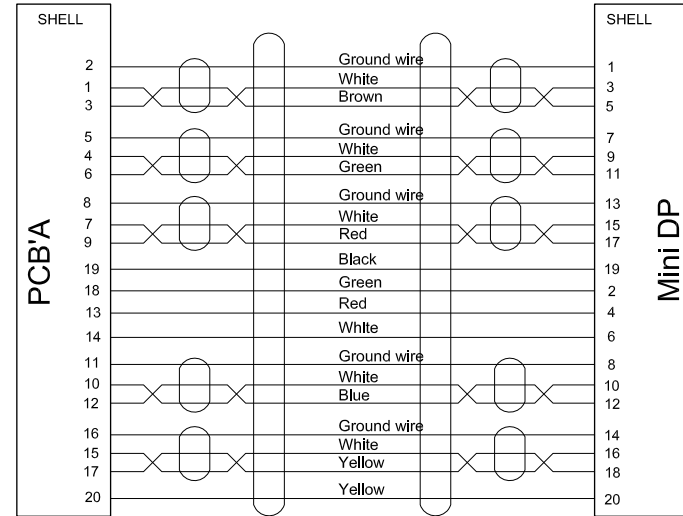 SHELL SHELL
2 Ground wire 1
1 White 3
3 Brown 5
5 Ground wire 7
4 White 9
6 Green 11
8 Ground wire 13
7 White 15
9 Red 17
19 Black 19
18 Green 2
13 Red 4
14 White 6
11 Ground wire 8
10 White 10
12 Blue 12
16 Ground wire 14
15 White 16
17 Yellow 18
20 Yellow 20
PCB'A
Mini DP